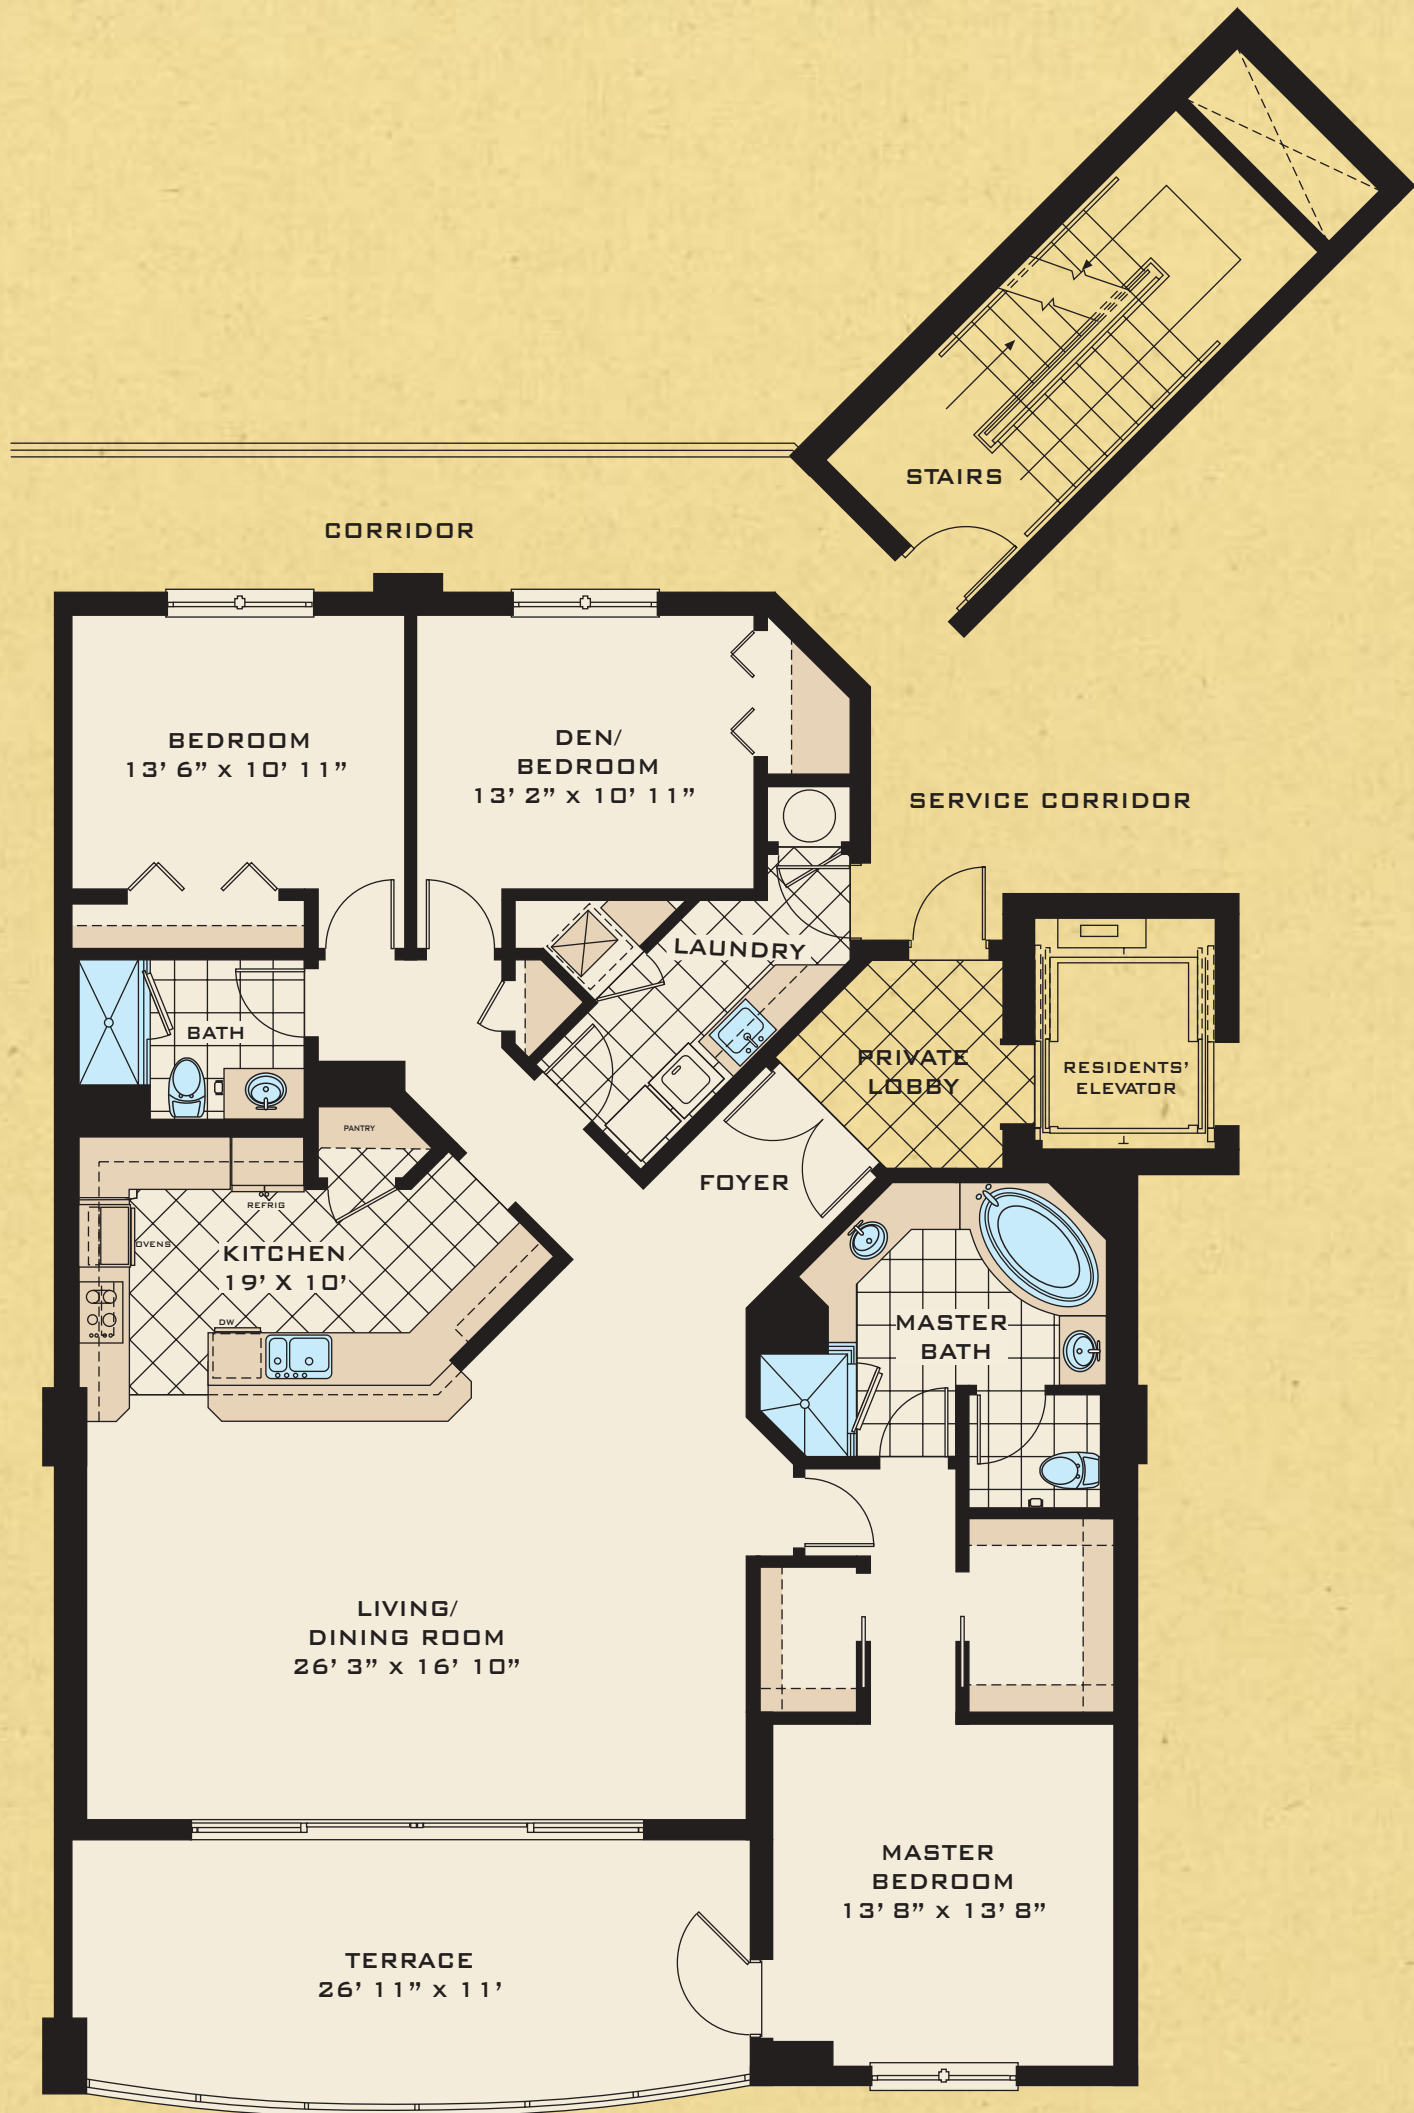 STAIRS
CORRIDOR
BEDROOM
13' 6" x 10' 11"
DEN/
BEDROOM
13' 2" x 10' 11"
SERVICE CORRIDOR
LAUNDRY
BATH
PRIVATE
LOBBY
RESIDENTS'
ELEVATOR
PANTRY
FOYER
REFRIG
OVENS
KITCHEN
19' X 10'
DW
MASTER
BATH
LIVING/
DINING ROOM
26' 3" x 16' 10"
MASTER
BEDROOM
13' 8" x 13' 8"
TERRACE
26' 11" x 11'